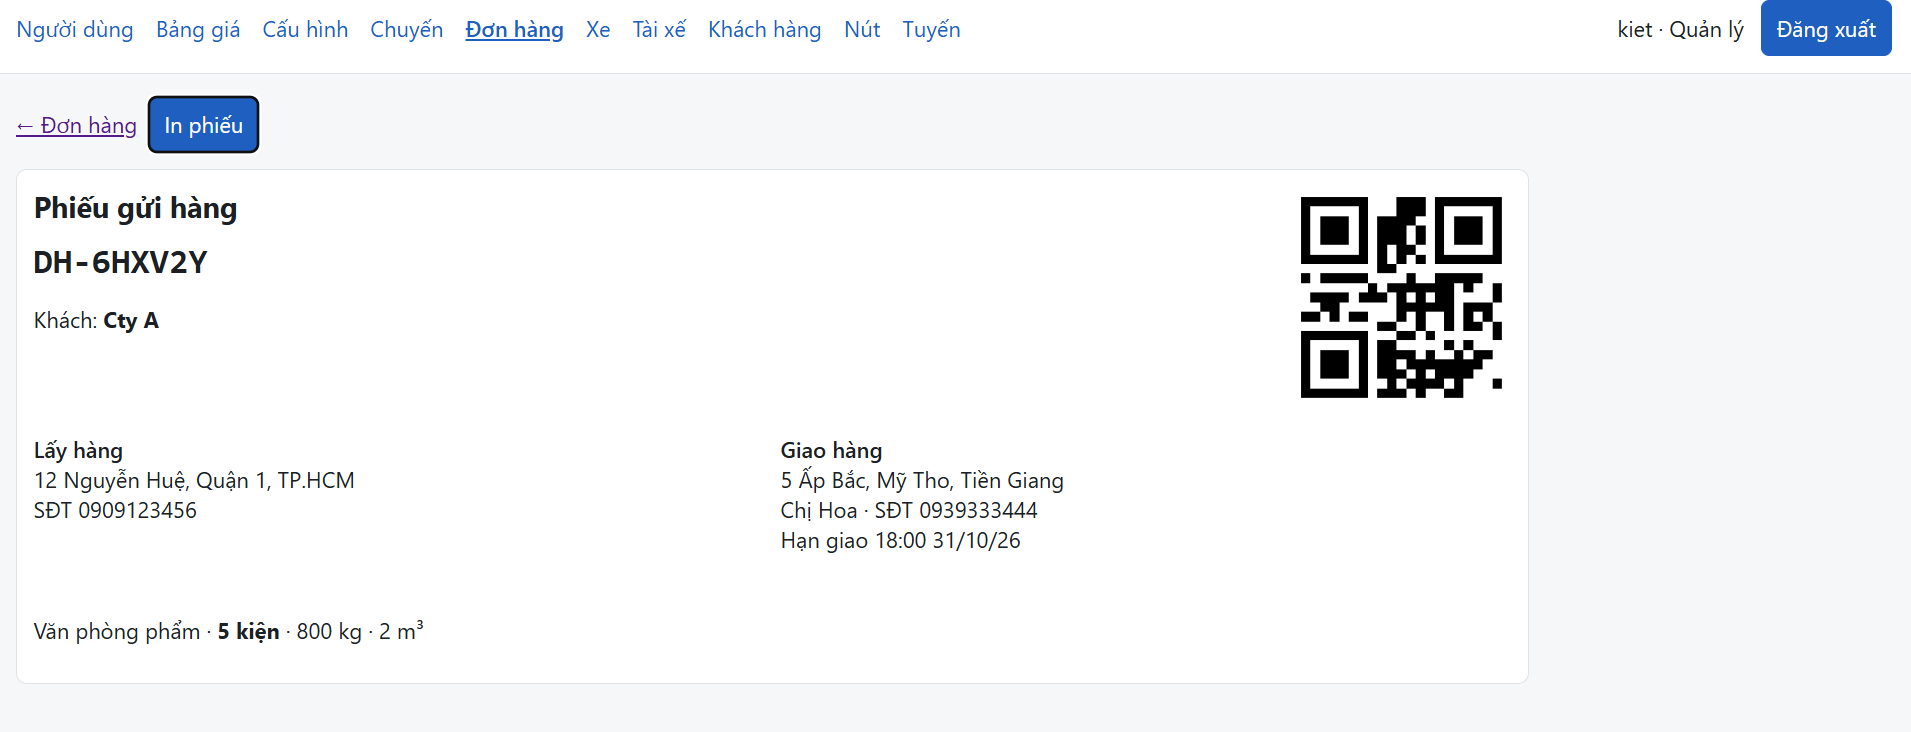 Người dùng Bảng giá Cấu hình Chuyến Đơn hàng Xe Tài xế Khách hàng Nút Tuyến kiet · Quản lý Đăng xuất
← Đơn hàng In phiếu
Phiếu gửi hàng
DH-6HXV2Y
Khách: Cty A
Lấy hàng
12 Nguyễn Huệ, Quận 1, TP.HCM
SĐT 0909123456
Giao hàng
5 Ấp Bắc, Mỹ Tho, Tiền Giang
Chị Hoa · SĐT 0939333444
Hạn giao 18:00 31/10/26
Văn phòng phẩm · 5 kiện · 800 kg · 2 m³